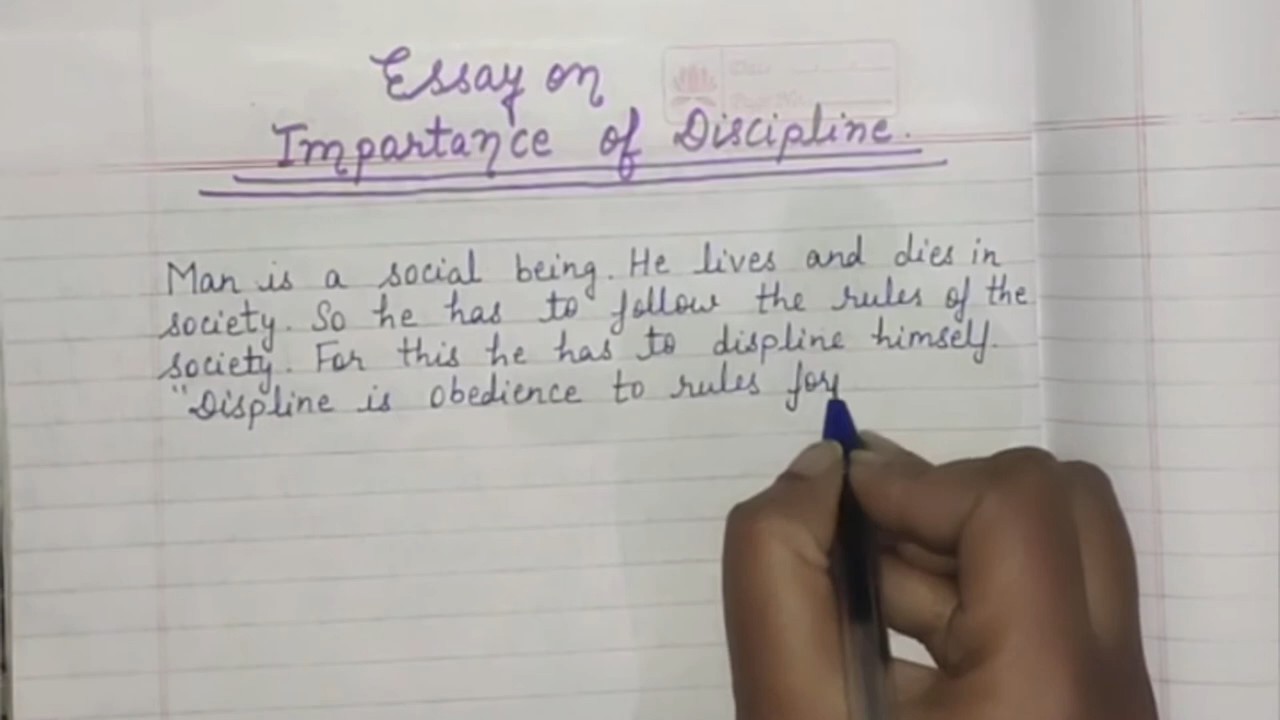 Essay on
Importance of Discipline.
Man is a social being. He lives and dies in
society. So he has to follow the rules of the
society. For this he has to displine himself.
"Displine is obedience to rules for